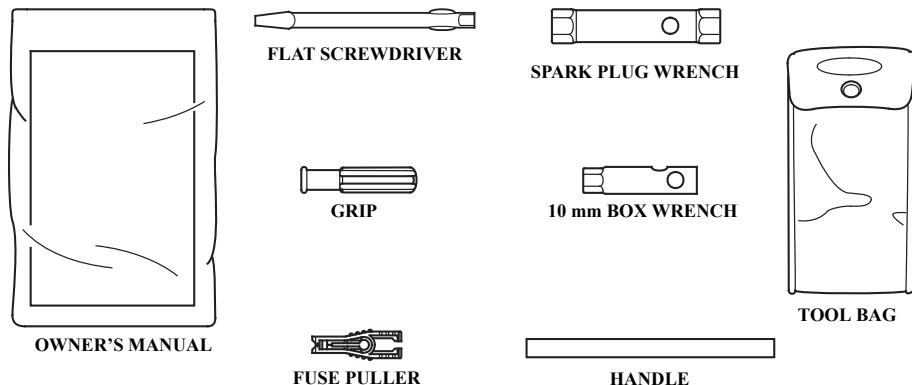 FLAT SCREWDRIVER
SPARK PLUG WRENCH
GRIP
10 mm BOX WRENCH
TOOL BAG
OWNER'S MANUAL
FUSE PULLER
HANDLE